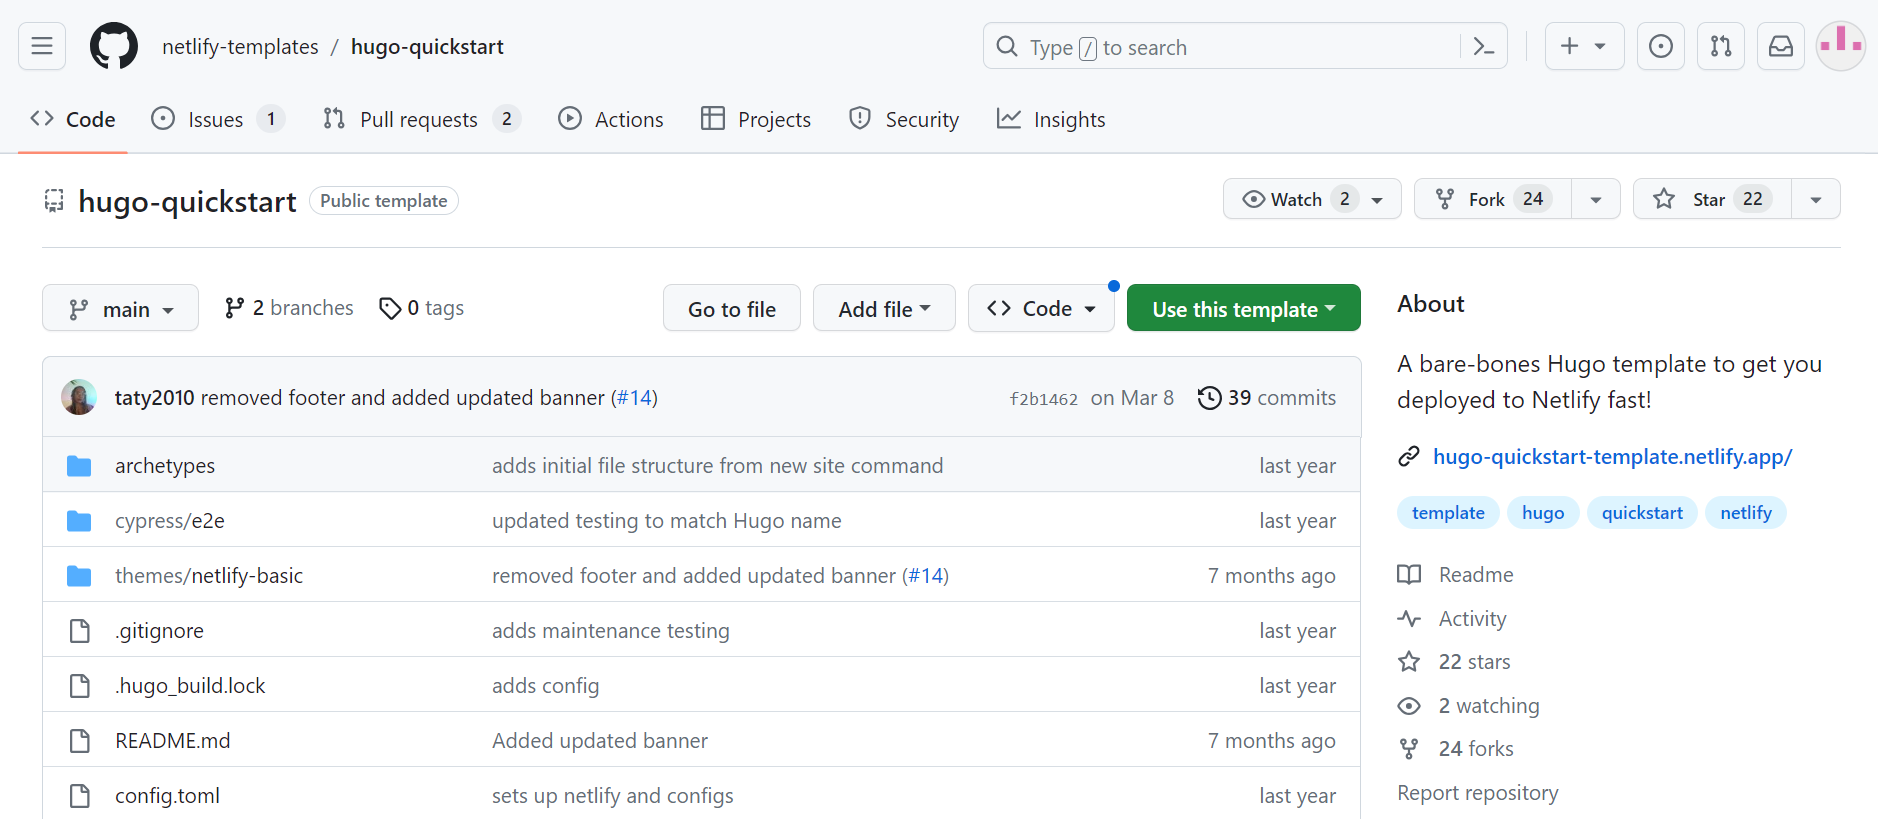 netlify-templates / hugo-quickstart
Type / to search
Code
Issues 1
Pull requests 2
Actions
Projects
Security
Insights
hugo-quickstart Public template
Watch 2
Fork 24
Star 22
main
2 branches
0 tags
Go to file
Add file
Code
Use this template
taty2010 removed footer and added updated banner (#14) f2b1462 on Mar 8 39 commits
archetypes adds initial file structure from new site command last year
cypress/e2e updated testing to match Hugo name last year
themes/netlify-basic removed footer and added updated banner (#14) 7 months ago
.gitignore adds maintenance testing last year
.hugo_build.lock adds config last year
README.md Added updated banner 7 months ago
config.toml sets up netlify and configs last year
About
A bare-bones Hugo template to get you
deployed to Netlify fast!
hugo-quickstart-template.netlify.app/
template hugo quickstart netlify
Readme
Activity
22 stars
2 watching
24 forks
Report repository